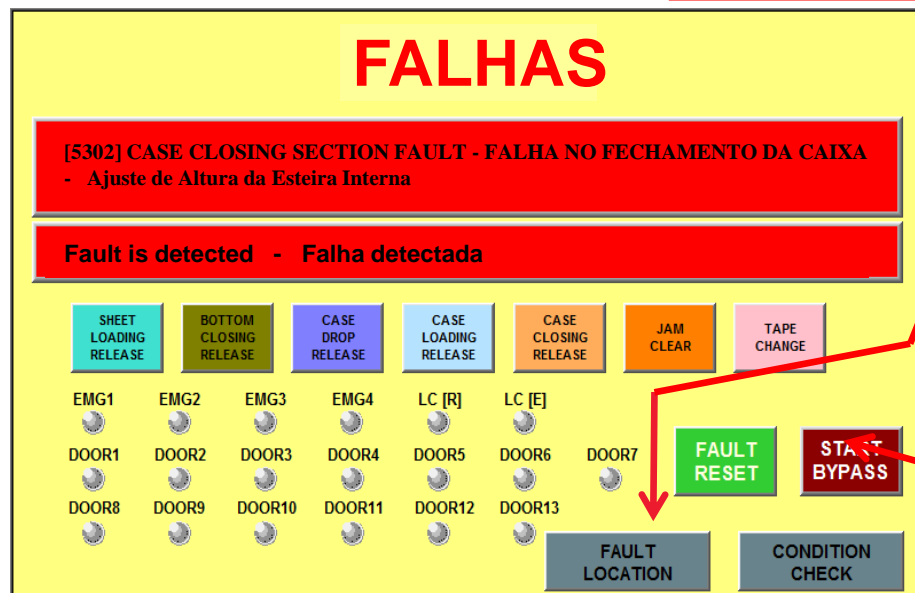 FALHAS
[5302] CASE CLOSING SECTION FAULT - FALHA NO FECHAMENTO DA CAIXA
- Ajuste de Altura da Esteira Interna
Fault is detected - Falha detectada
SHEET LOADING RELEASE
BOTTOM CLOSING RELEASE
CASE DROP RELEASE
CASE LOADING RELEASE
CASE CLOSING RELEASE
JAM CLEAR
TAPE CHANGE
EMG1 EMG2 EMG3 EMG4 LC [R] LC [E]
DOOR1 DOOR2 DOOR3 DOOR4 DOOR5 DOOR6 DOOR7
FAULT RESET
START BYPASS
DOOR8 DOOR9 DOOR10 DOOR11 DOOR12 DOOR13
FAULT LOCATION
CONDITION CHECK